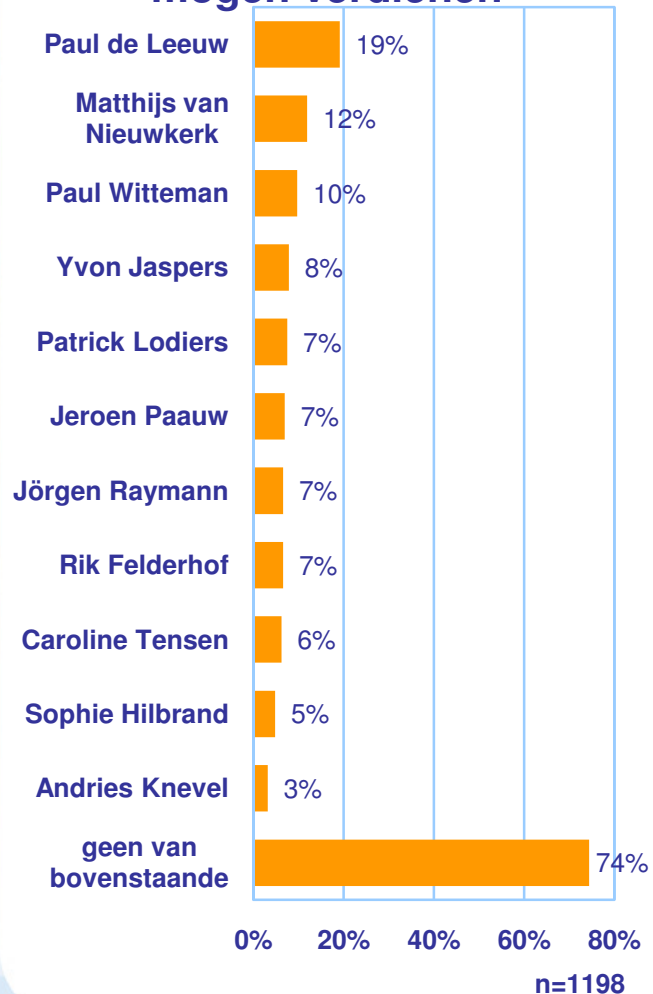 mogen verdienen
Paul de Leeuw 19%
Matthijs van
Nieuwkerk 12%
Paul Witteman 10%
Yvon Jaspers 8%
Patrick Lodiers 7%
Jeroen Paauw 7%
Jörgen Raymann 7%
Rik Felderhof 7%
Caroline Tensen 6%
Sophie Hilbrand 5%
Andries Knevel 3%
geen van
bovenstaande 74%
0% 20% 40% 60% 80%
n=1198